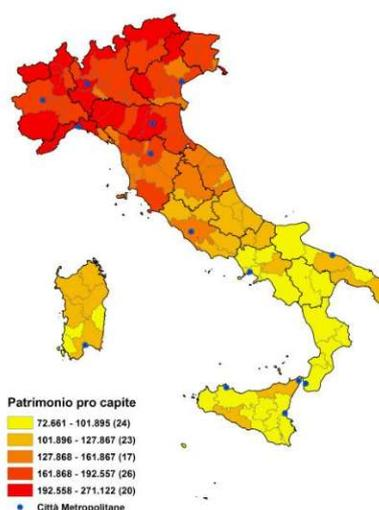 Patrimonio pro capite
72.661 - 101.895 (24)
101.896 - 127.867 (23)
127.868 - 161.867 (17)
161.868 - 192.557 (26)
192.558 - 271.122 (20)
Città Metropolitane